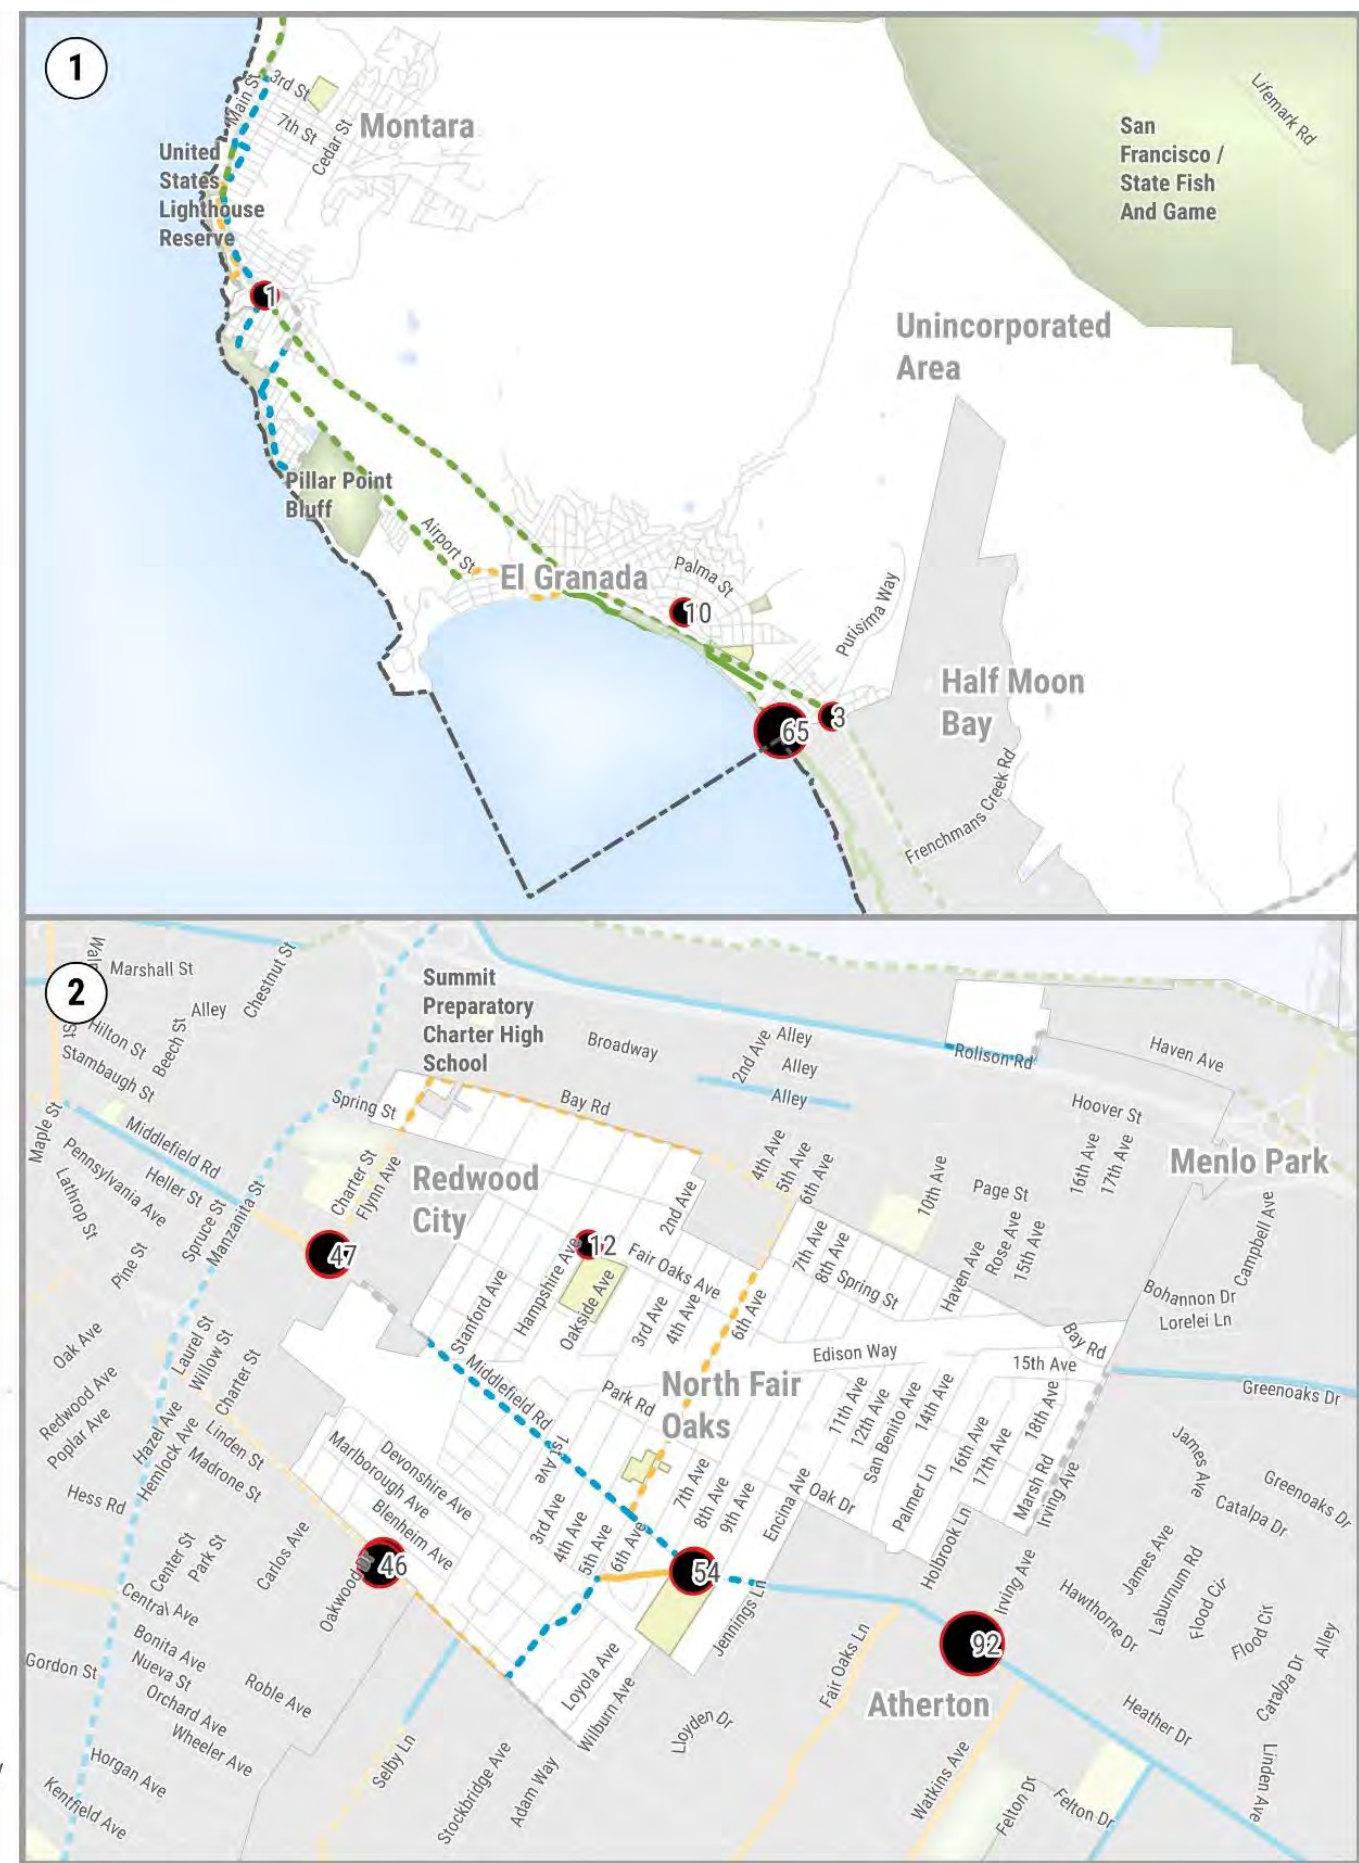 1
3rd St
Main St
7th St
Cedar St
Montara
United
States
Lighthouse
Reserve
San
Francisco /
State Fish
And Game
Lifemark Rd
1
Unincorporated
Area
Pillar Point
Bluff
Airport St
El Granada
Palma St
10
Purisima Way
Half Moon
Bay
65
3
Frenchmans Creek Rd
2
Marshall St
Chestnut St
Alley
Hilton St
Beech St
St
Stambaugh St
Maple St
Summit
Preparatory
Charter High
School
Broadway
2nd Ave
Alley
Alley
Alley
Rolison Rd
Haven Ave
Hoover St
Spring St
Bay Rd
Middlefield Rd
Pennsylvania Ave
Heller St
Lathrop St
Charter St
Flynn Ave
Redwood
City
2nd Ave
4th Ave
5th Ave
6th Ave
10th Ave
Page St
16th Ave
17th Ave
Menlo Park
Campbell Ave
Spruce St
Manzanita St
Pine St
47
12
Hampshire Ave
Fair Oaks Ave
7th Ave
8th Ave
Spring St
Haven Ave
Rose Ave
15th Ave
Bohannon Dr
Lorelei Ln
Oak Ave
Laurel St
Willow St
Charter St
Stanford Ave
Oakside Ave
3rd Ave
4th Ave
6th Ave
Edison Way
Bay Rd
15th Ave
Greenoaks Dr
Redwood Ave
Poplar Ave
Hazel Ave
Hemlock Ave
Linden St
Madrone St
Middlefield Rd
Park Rd
North Fair
Oaks
11th Ave
12th Ave
San Benito Ave
14th Ave
16th Ave
17th Ave
18th Ave
Marsh Rd
Irving Ave
James Ave
Greenoaks Dr
Catalpa Dr
Hess Rd
Devonshire Ave
Marlborough Ave
Blenheim Ave
1st Ave
3rd Ave
4th Ave
5th Ave
6th Ave
7th Ave
8th Ave
9th Ave
Encina Ave
Oak Dr
Palmer Ln
Holbrook Ln
Center St
Park St
Carlos Ave
Oakwood Dr
46
54
Jennings Ln
Irving Ave
Hawthorne Dr
James Ave
Laburnum Rd
Flood Cir
Flood Cir
Alley
Central Ave
Bonita Ave
Nueva St
Gordon St
Orchard Ave
Wheeler Ave
Roble Ave
Loyola Ave
Wilburn Ave
Lloyden Dr
Fair Oaks Ln
92
Atherton
Heather Dr
Catalpa Dr
Horgan Ave
Kentfield Ave
Selby Ln
Stockbridge Ave
Adam Way
Watkins Ave
Felton Dr
Felton Dr
Linden Ave